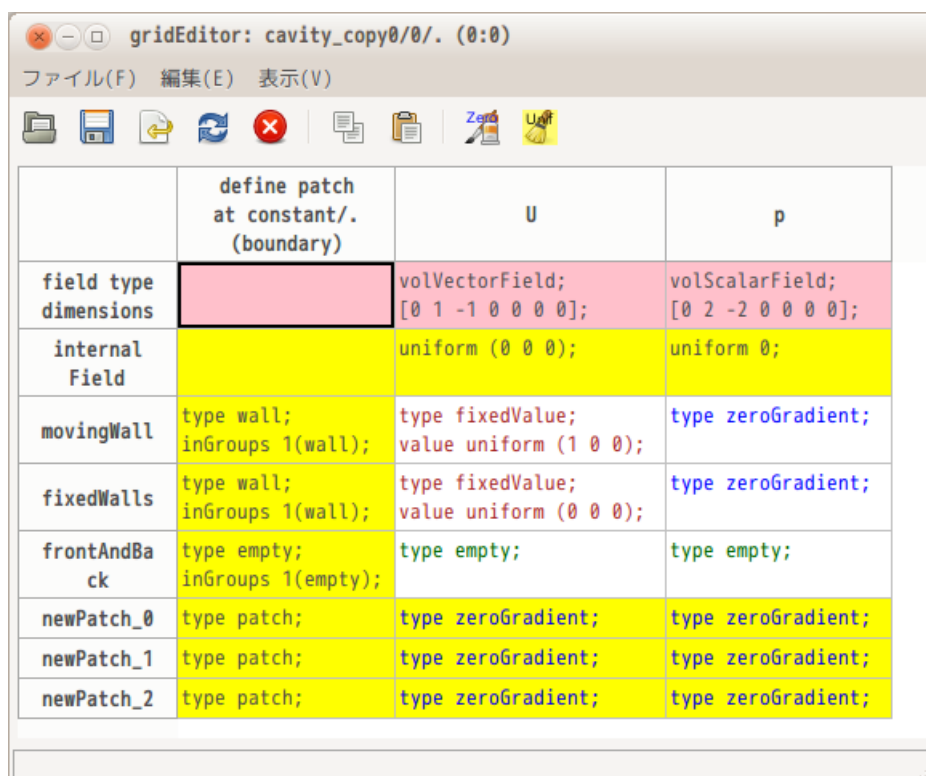 gridEditor: cavity_copy0/0/. (0:0)
ファイル(F) 編集(E) 表示(V)
Zero Unif
define patch
at constant/.
(boundary)
U
p
field type
dimensions
volVectorField;
[0 1 -1 0 0 0 0];
volScalarField;
[0 2 -2 0 0 0 0];
internal
Field
uniform (0 0 0);
uniform 0;
movingWall
type wall;
inGroups 1(wall);
type fixedValue;
value uniform (1 0 0);
type zeroGradient;
fixedWalls
type wall;
inGroups 1(wall);
type fixedValue;
value uniform (0 0 0);
type zeroGradient;
frontAndBa
ck
type empty;
inGroups 1(empty);
type empty;
type empty;
newPatch_0
type patch;
type zeroGradient;
type zeroGradient;
newPatch_1
type patch;
type zeroGradient;
type zeroGradient;
newPatch_2
type patch;
type zeroGradient;
type zeroGradient;